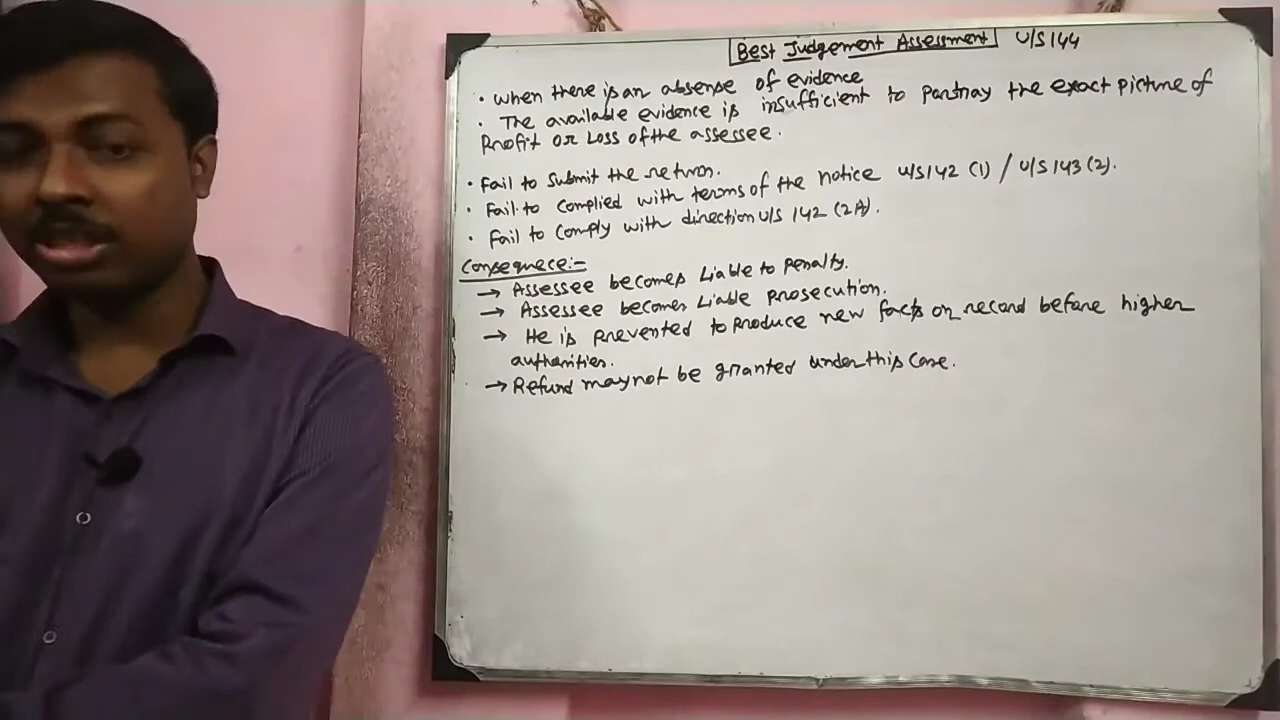 Best Judgement Assessment U/S 144
• When there is an absense of evidence
• The available evidence is insufficient to portray the exact picture of
Profit or Loss of the assessee.
• Fail to submit the return.
• Fail to complied with terms of the notice u/s 142 (1) / U/S 143 (2).
• Fail to comply with direction U/S 142 (2A).
Consequece:-
→ Assessee becomes Liable to Penalty.
→ Assessee becomes Liable prosecution.
→ He is prevented to produce new facts on record before higher
authorities.
→ Refund may not be granted under this case.